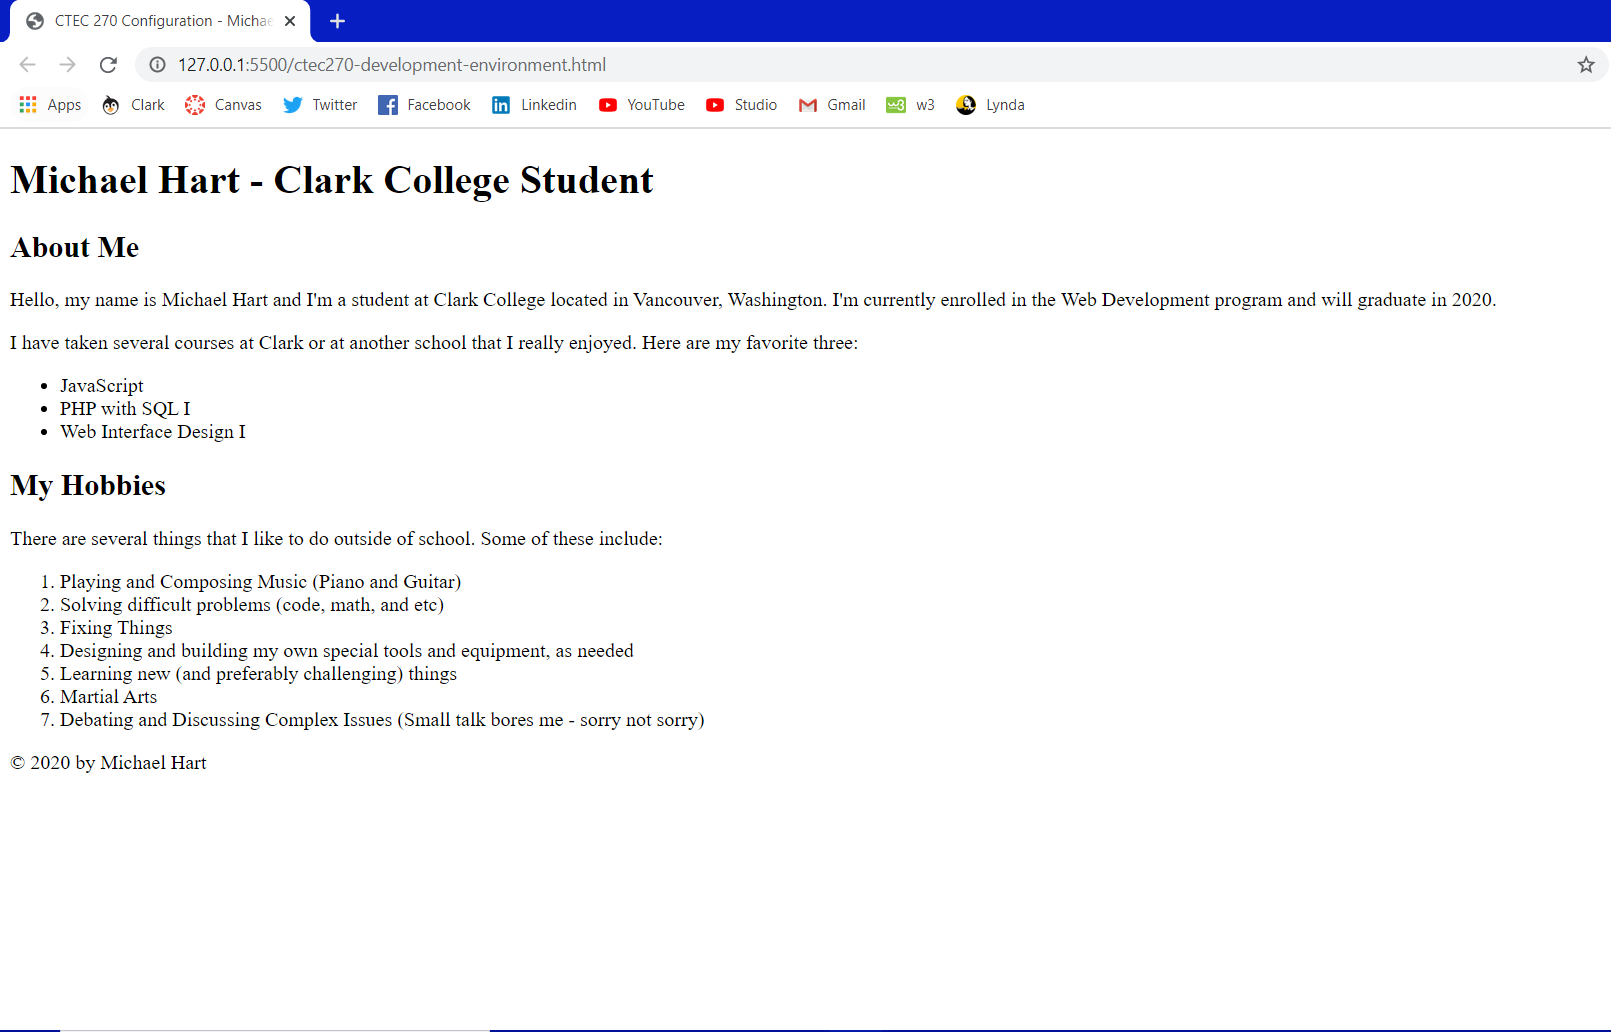 CTEC 270 Configuration - Michae
127.0.0.1:5500/ctec270-development-environment.html
Apps Clark Canvas Twitter Facebook Linkedin YouTube Studio Gmail w3 Lynda
Michael Hart - Clark College Student
About Me
Hello, my name is Michael Hart and I'm a student at Clark College located in Vancouver, Washington. I'm currently enrolled in the Web Development program and will graduate in 2020.
I have taken several courses at Clark or at another school that I really enjoyed. Here are my favorite three:
• JavaScript
• PHP with SQL I
• Web Interface Design I
My Hobbies
There are several things that I like to do outside of school. Some of these include:
1. Playing and Composing Music (Piano and Guitar)
2. Solving difficult problems (code, math, and etc)
3. Fixing Things
4. Designing and building my own special tools and equipment, as needed
5. Learning new (and preferably challenging) things
6. Martial Arts
7. Debating and Discussing Complex Issues (Small talk bores me - sorry not sorry)
© 2020 by Michael Hart